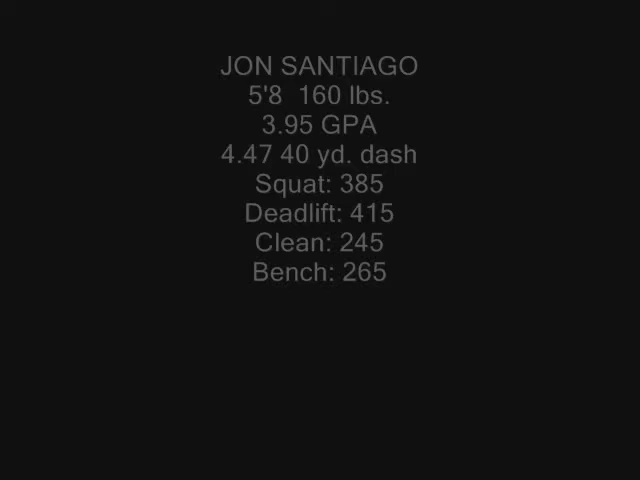 JON SANTIAGO
5'8  160 lbs.
3.95 GPA
4.47 40 yd. dash
Squat: 385
Deadlift: 415
Clean: 245
Bench: 265